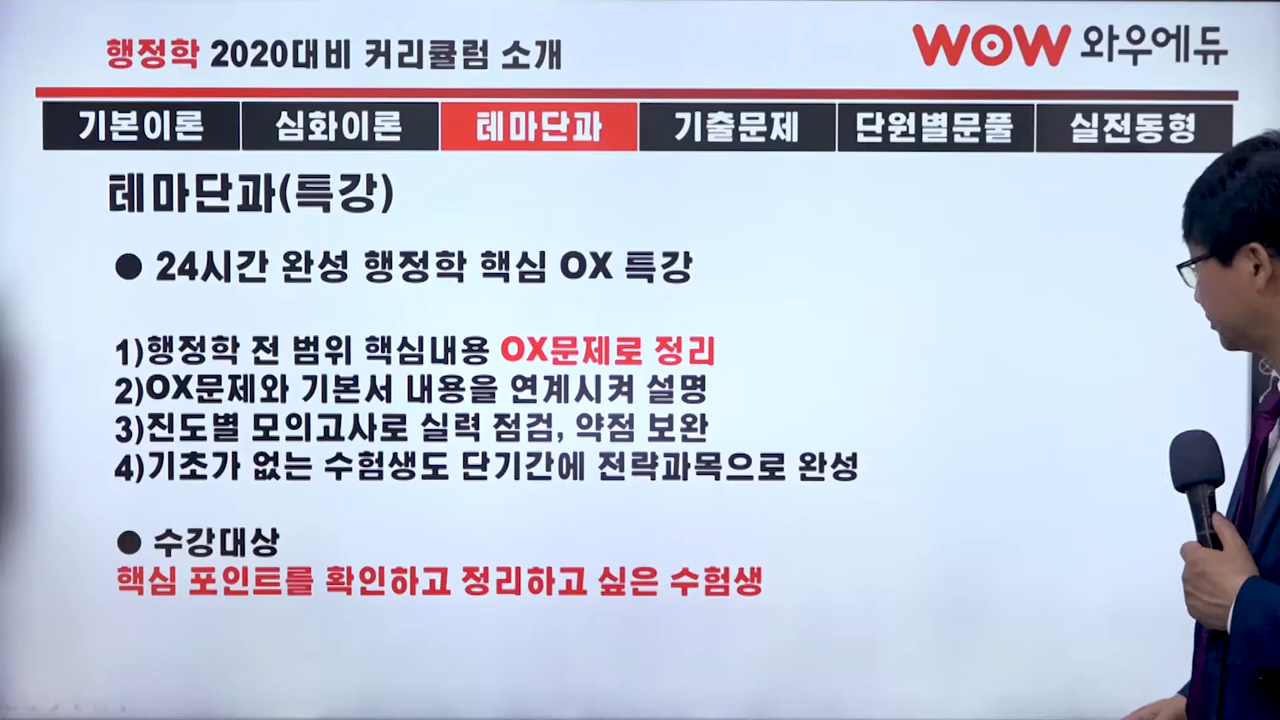 행정학 2020대비 커리큘럼 소개
WOW 와우에듀
기본이론 심화이론 테마단과 기출문제 단원별문풀 실전동형
테마단과(특강)
● 24시간 완성 행정학 핵심 OX 특강
1)행정학 전 범위 핵심내용 OX문제로 정리
2)OX문제와 기본서 내용을 연계시켜 설명
3)진도별 모의고사로 실력 점검, 약점 보완
4)기초가 없는 수험생도 단기간에 전략과목으로 완성
● 수강대상
핵심 포인트를 확인하고 정리하고 싶은 수험생